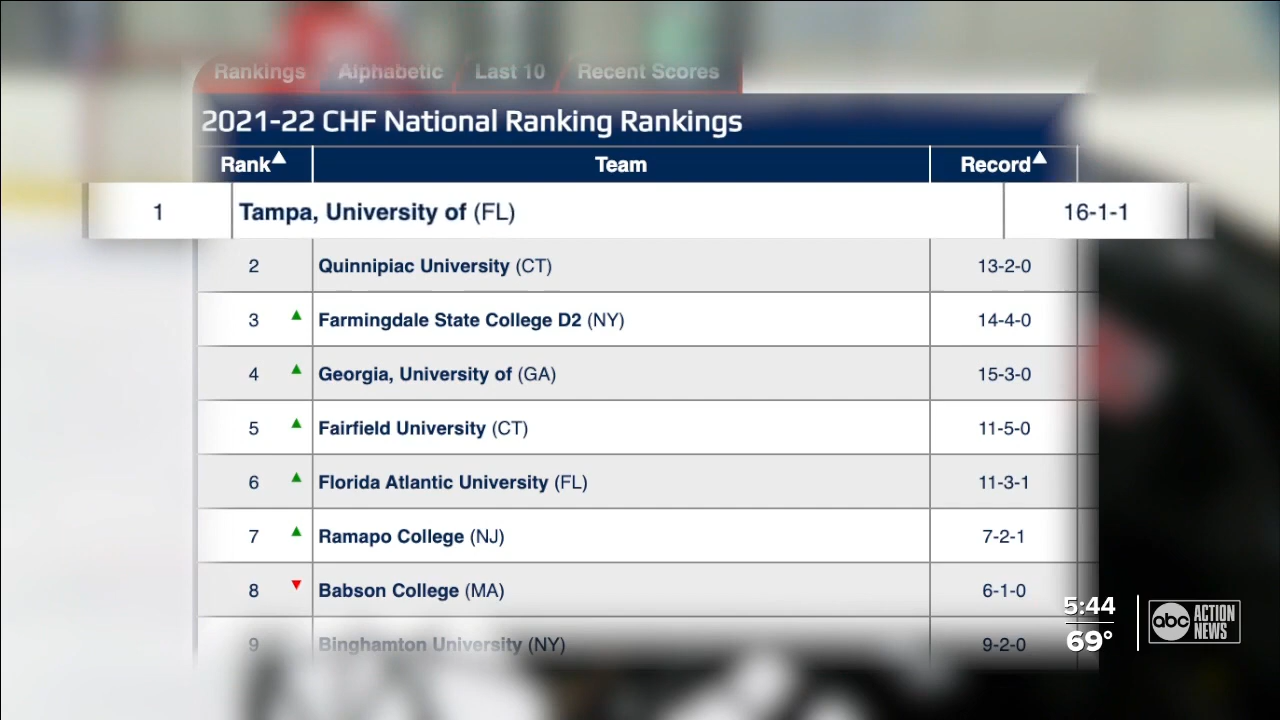 Rankings Alphabetic Last 10 Recent Scores
2021-22 CHF National Ranking Rankings
Rank▲ Team Record▲
1 Tampa, University of (FL) 16-1-1
2 Quinnipiac University (CT) 13-2-0
3 ▲ Farmingdale State College D2 (NY) 14-4-0
4 ▲ Georgia, University of (GA) 15-3-0
5 ▲ Fairfield University (CT) 11-5-0
6 ▲ Florida Atlantic University (FL) 11-3-1
7 ▲ Ramapo College (NJ) 7-2-1
8 ▼ Babson College (MA) 6-1-0
9 Binghamton University (NY) 9-2-0
5:44
69°
abc ACTION NEWS